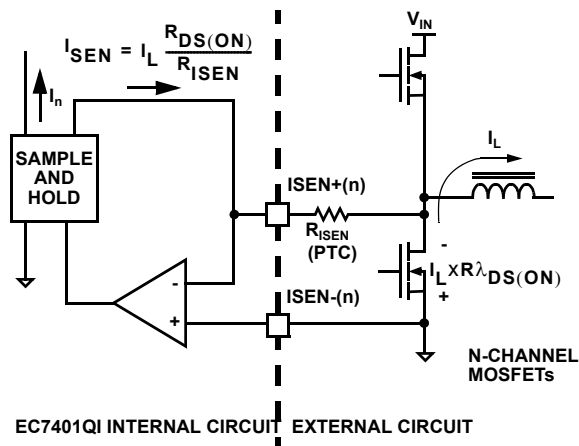 V_IN
I_SEN = I_L R_DS(ON) / R_ISEN
I_n
SAMPLE
AND
HOLD
I_L
ISEN+(n)
R_ISEN
(PTC)
-
I_L xRλ_DS(ON)
+
-
+
ISEN-(n)
N-CHANNEL
MOSFETs
EC7401QI INTERNAL CIRCUIT EXTERNAL CIRCUIT